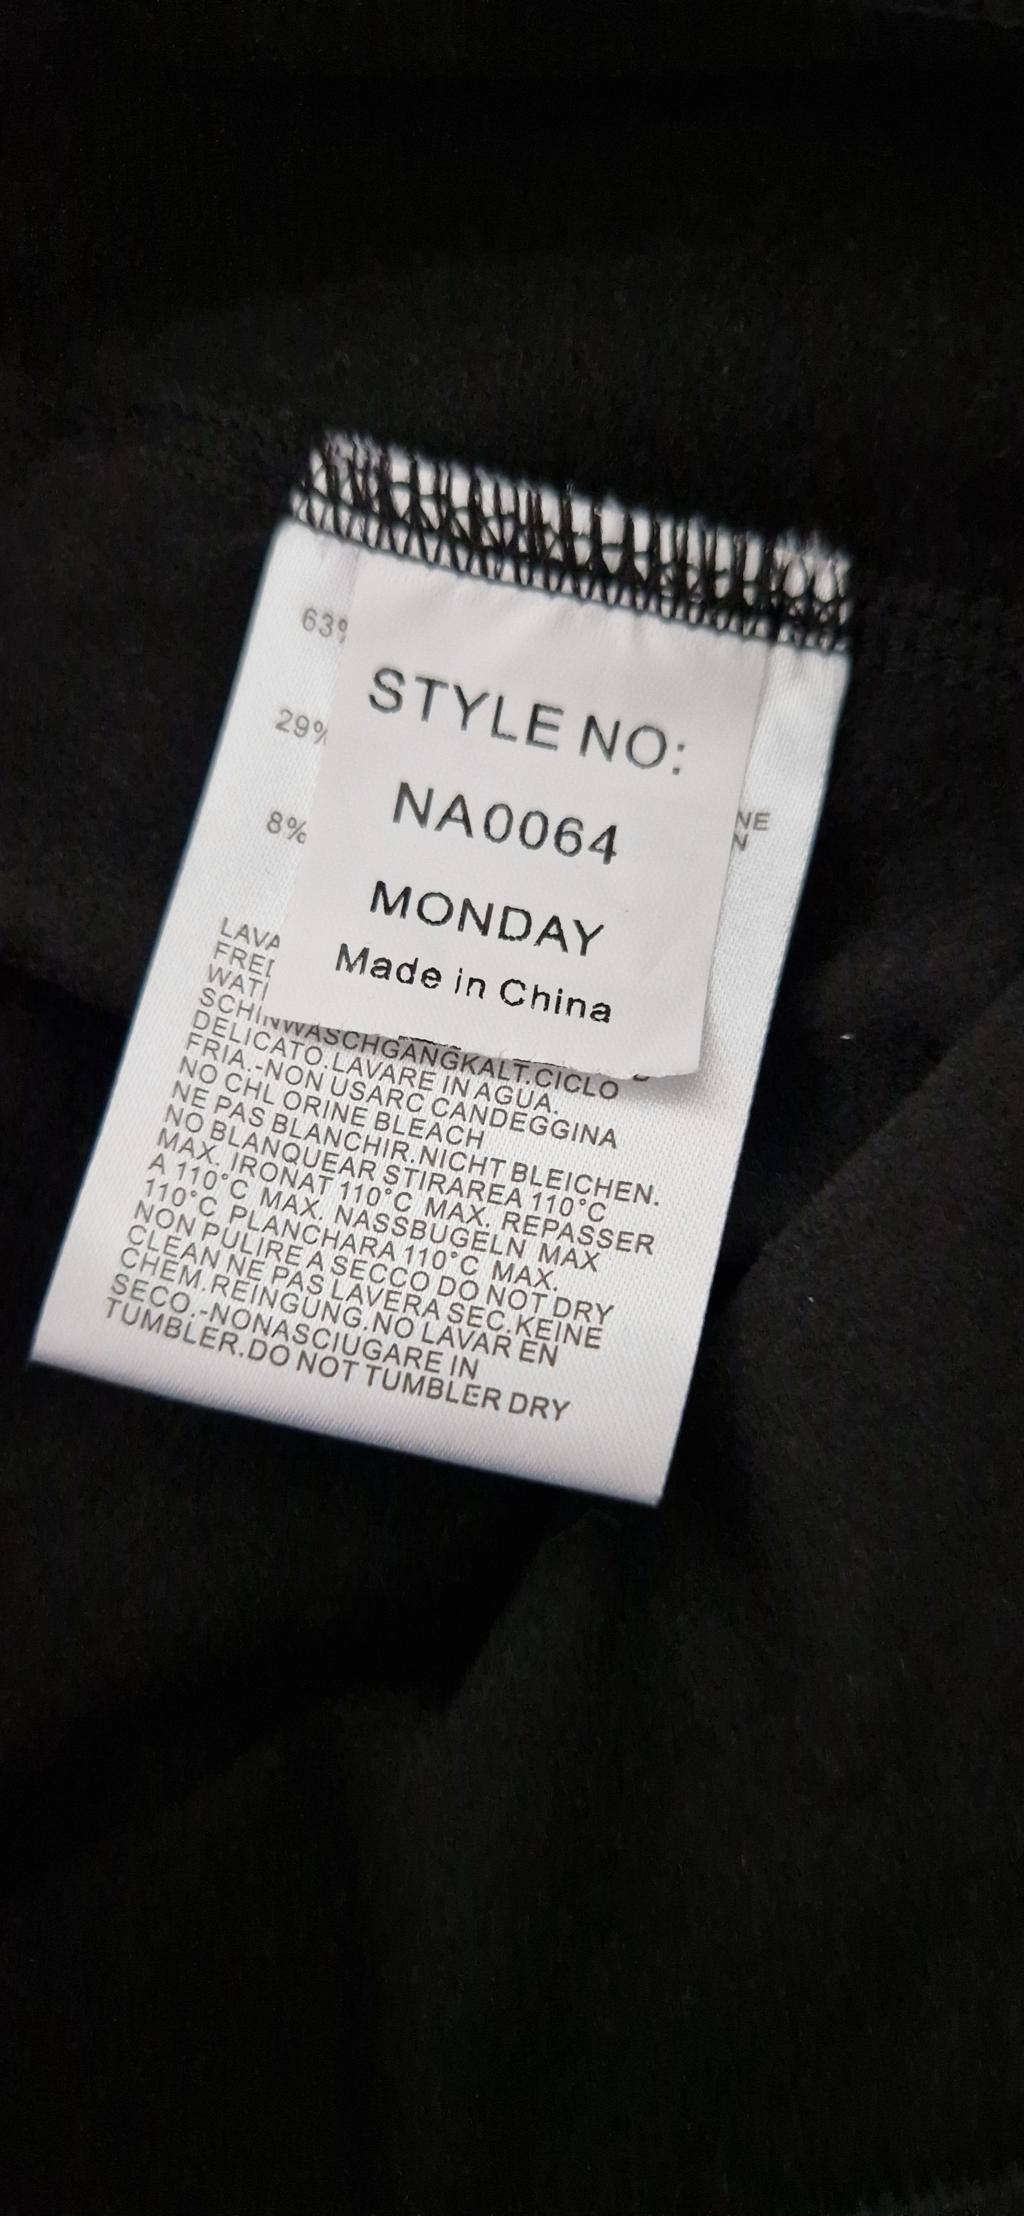 STYLE NO:
NA0064
MONDAY
Made in China
63%
29%
8%
NE
N
LAVA
FRED
WATI
SCHINWASCHGANGKALT.CICLO
DELICATO.LAVARE IN AGUA.
FRIA.-NON USARC CANDEGGINA
NO CHL ORINE BLEACH
NE PAS BLANCHIR.NICHT BLEICHEN.
NO BLANQUEAR STIRAREA 110°C
MAX. IRONAT 110°C MAX. REPASSER
A 110°C MAX. NASSBUGELN MAX
110°C PLANCHARA 110°C MAX.
NON PULIRE A SECCO DO NOT DRY
CLEAN NE PAS LAVERA SEC.KEINE
CHEM.REINGUNG.NO LAVAR EN
SECO.-NONASCIUGARE IN
TUMBLER.DO NOT TUMBLER DRY